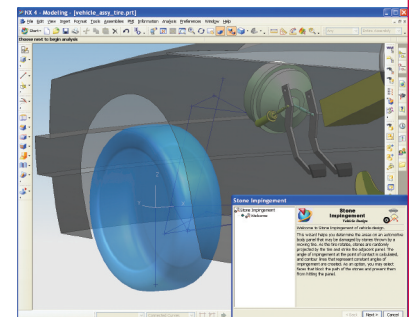 NX 4 - Modeling - [vehicle_asy_tire.prt]
File Edit View Insert Format Tools Assemblies PMI Information Analysis Preferences Window Help
Start
Choose next to begin analysis
Stone Impingement
Stone Impingement
Welcome
Stone
Impingement
Vehicle Design
Welcome to Stone Impingement of vehicle design.
This wizard helps you determine the areas on an automotive
body panel that may be damaged by stones thrown by a
moving tire. As the tire rotates, stones are randomly
projected by the tire and strike the adjacent panel. The
angle of impingement at the point of contact is calculated,
and contour lines that represent constant angles of
impingement are created. As an option, you may select
faces that block the path of the stones and prevent them
from hitting the panel.
Next >
Cancel